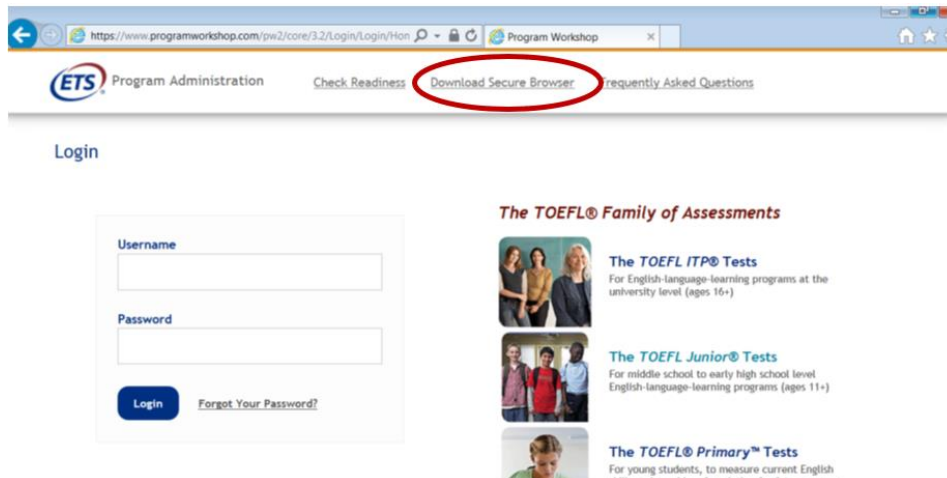 https://www.programworkshop.com/pw2/core/3.2/Login/Login/Hon
Program Workshop
ETS Program Administration
Check Readiness
Download Secure Browser
Frequently Asked Questions
Login
Username
Password
Login
Forgot Your Password?
The TOEFL® Family of Assessments
The TOEFL ITP® Tests
For English-language-learning programs at the
university level (ages 16+)
The TOEFL Junior® Tests
For middle school to early high school level
English-language-learning programs (ages 11+)
The TOEFL® Primary™ Tests
For young students, to measure current English